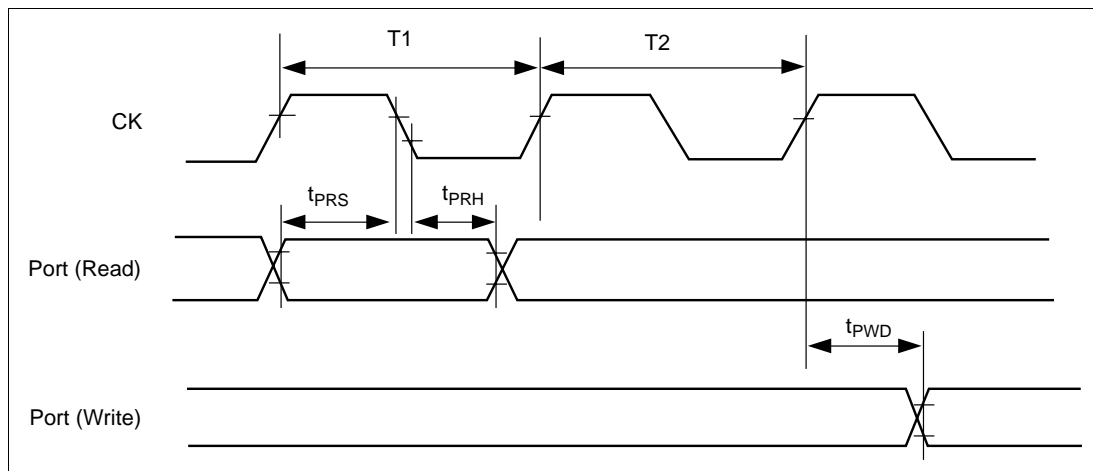 T1
T2
CK
tPRS
tPRH
Port (Read)
tPWD
Port (Write)